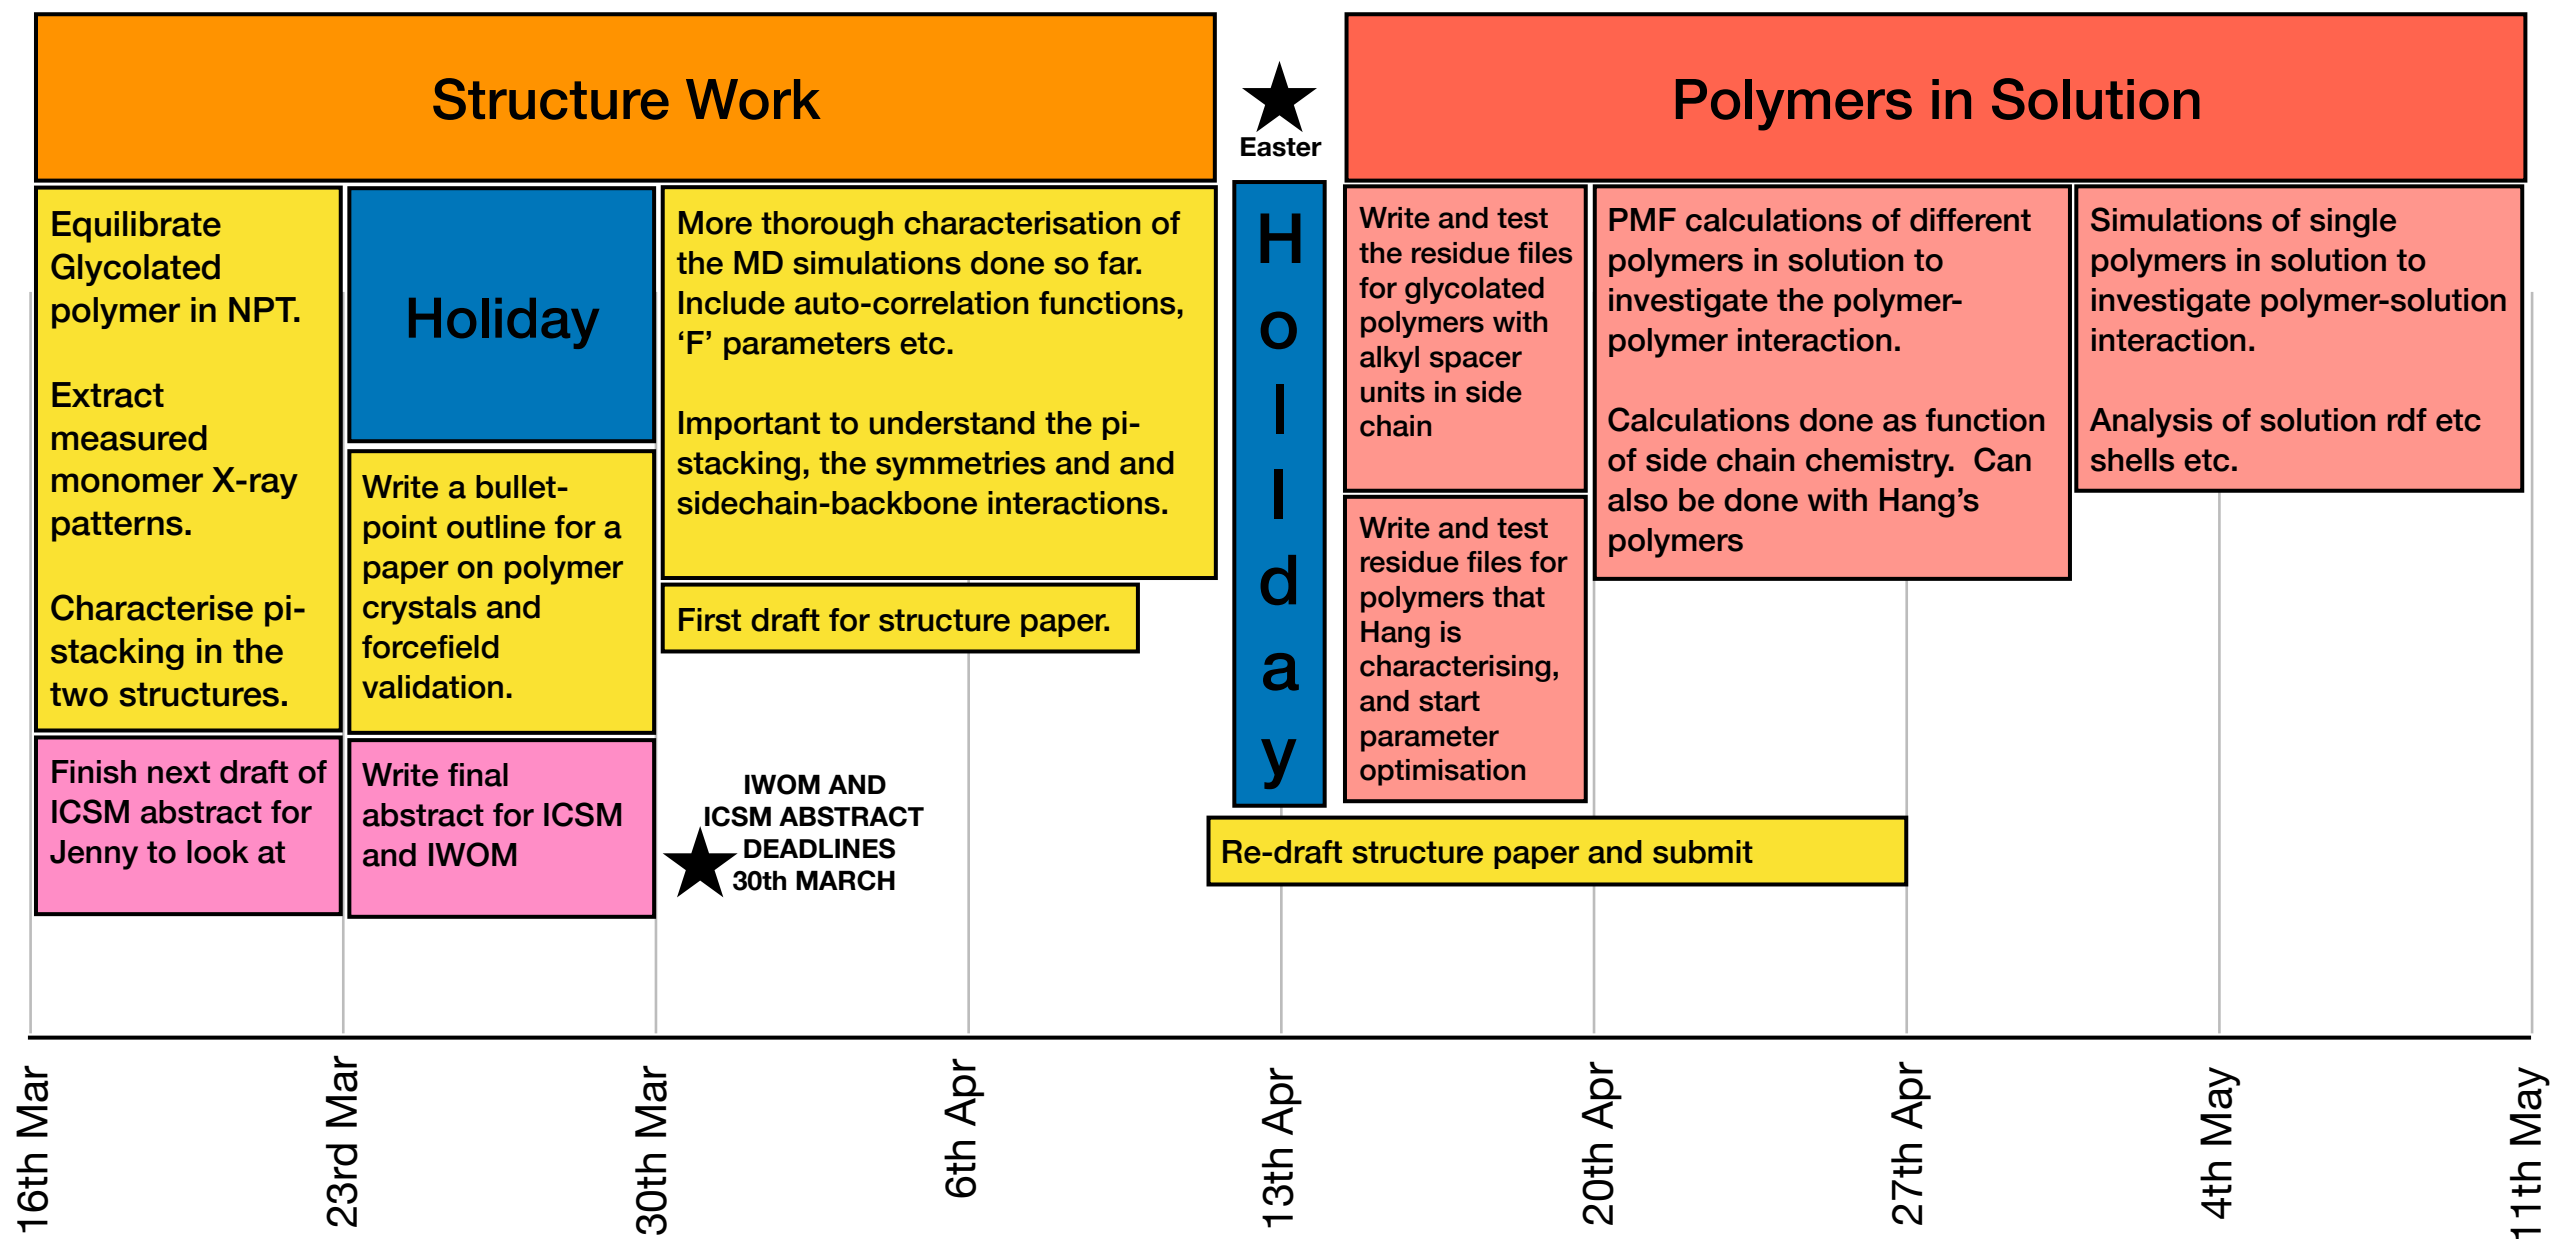 Structure Work
Easter
Polymers in Solution
Equilibrate
Glycolated
polymer in NPT.
Extract
measured
monomer X-ray
patterns.
Characterise pi-
stacking in the
two structures.
Finish next draft of
ICSM abstract for
Jenny to look at
Holiday
Write a bullet-
point outline for a
paper on polymer
crystals and
forcefield
validation.
Write final
abstract for ICSM
and IWOM
More thorough characterisation of
the MD simulations done so far.
Include auto-correlation functions,
‘F’ parameters etc.
Important to understand the pi-
stacking, the symmetries and and
sidechain-backbone interactions.
First draft for structure paper.
IWOM AND
ICSM ABSTRACT
DEADLINES
30th MARCH
H
o
l
I
d
a
y
Write and test
the residue files
for glycolated
polymers with
alkyl spacer
units in side
chain
Write and test
residue files for
polymers that
Hang is
characterising,
and start
parameter
optimisation
PMF calculations of different
polymers in solution to
investigate the polymer-
polymer interaction.
Calculations done as function
of side chain chemistry.  Can
also be done with Hang’s
polymers
Simulations of single
polymers in solution to
investigate polymer-solution
interaction.
Analysis of solution rdf etc
shells etc.
Re-draft structure paper and submit
16th Mar
23rd Mar
30th Mar
6th Apr
13th Apr
20th Apr
27th Apr
4th May
11th May